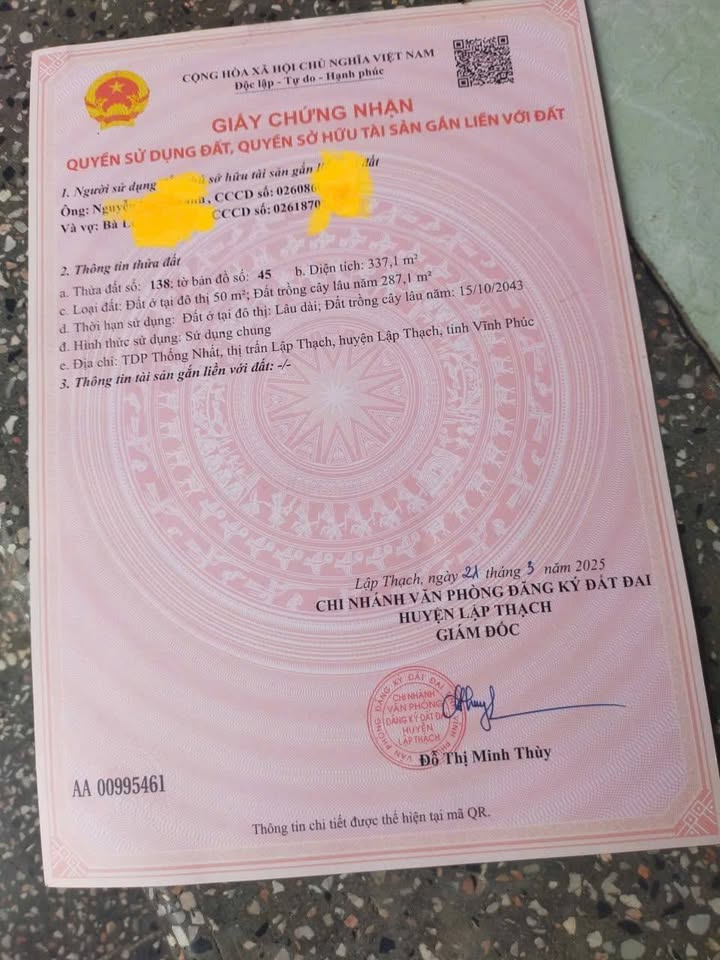 CỘNG HÒA XÃ HỘI CHỦ NGHĨA VIỆT NAM
Độc lập - Tự do - Hạnh phúc
GIẤY CHỨNG NHẬN
QUYỀN SỬ DỤNG ĐẤT, QUYỀN SỞ HỮU TÀI SẢN GẮN LIỀN VỚI ĐẤT
1. Người sử dụng sở hữu tài sản gắn đất
Ông: CCCD số: 026086
Và vợ: Bà CCCD số: 0261870
2. Thông tin thửa đất
a. Thửa đất số: 138; tờ bản đồ số: 45 b. Diện tích: 337,1 m²
c. Loại đất: Đất ở tại đô thị 50 m²; Đất trồng cây lâu năm 287,1 m²
d. Thời hạn sử dụng: Đất ở tại đô thị: Lâu dài; Đất trồng cây lâu năm: 15/10/2043
đ. Hình thức sử dụng: Sử dụng chung
e. Địa chỉ: TDP Thống Nhất, thị trấn Lập Thạch, huyện Lập Thạch, tỉnh Vĩnh Phúc
3. Thông tin tài sản gắn liền với đất: -/-
Lập Thạch, ngày 21 tháng 3 năm 2025
CHI NHÁNH VĂN PHÒNG ĐĂNG KÝ ĐẤT ĐAI
HUYỆN LẬP THẠCH
GIÁM ĐỐC
CHI NHÁNH
VĂN PHÒNG
ĐĂNG KÝ ĐẤT ĐAI
HUYỆN
LẬP THẠCH
Đỗ Thị Minh Thùy
AA 00995461
Thông tin chi tiết được thể hiện tại mã QR.